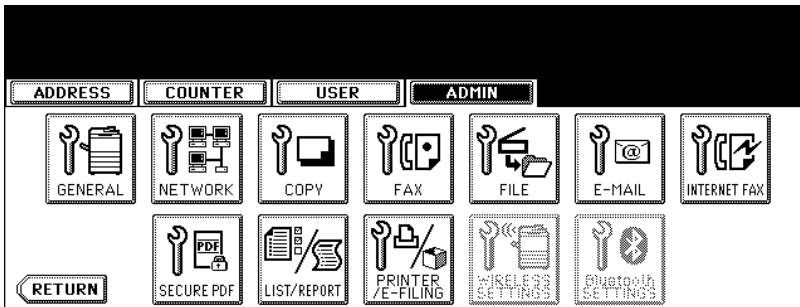 ADDRESS COUNTER USER ADMIN
GENERAL NETWORK COPY FAX FILE E-MAIL INTERNET FAX
@
PDF
SECURE PDF LIST/REPORT PRINTER /E-FILING WIRELESS SETTINGS Bluetooth SETTINGS
RETURN